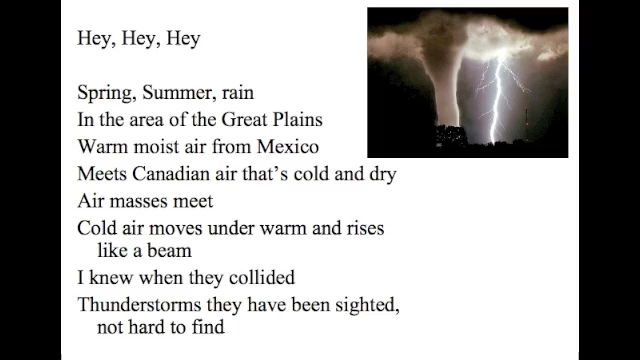 Hey, Hey, Hey
Spring, Summer, rain
In the area of the Great Plains
Warm moist air from Mexico
Meets Canadian air that’s cold and dry
Air masses meet
Cold air moves under warm and rises
like a beam
I knew when they collided
Thunderstorms they have been sighted,
not hard to find